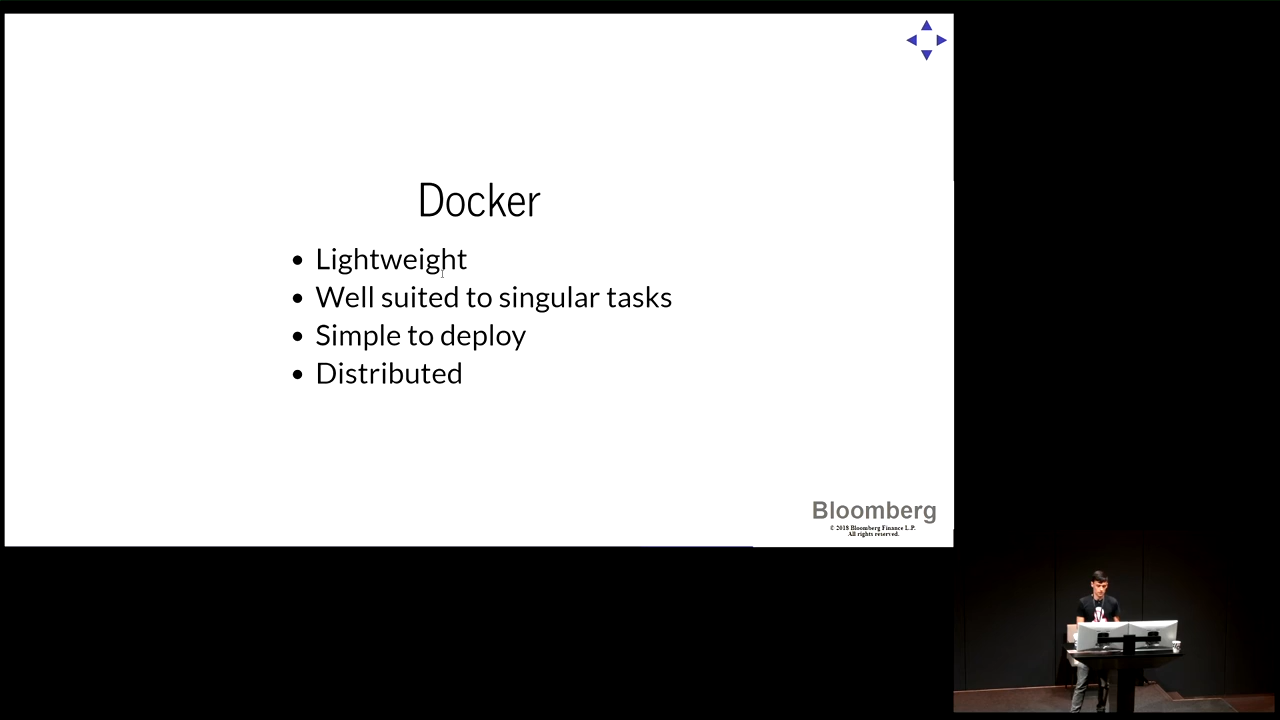 Docker
Lightweight
Well suited to singular tasks
Simple to deploy
Distributed
Bloomberg
© 2018 Bloomberg Finance L.P.
All rights reserved.